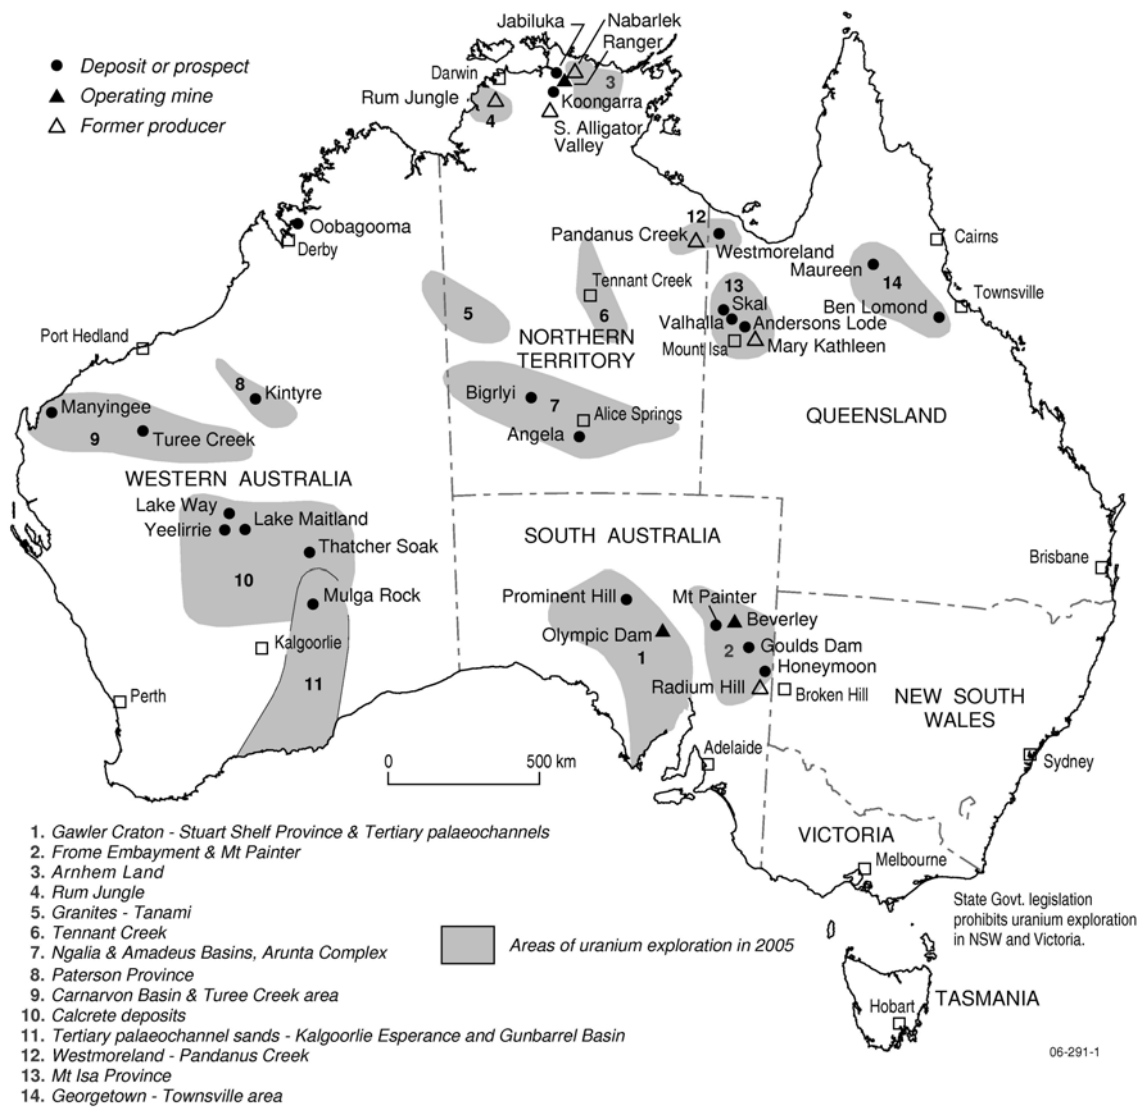 Jabiluka
Nabarlek
Ranger
Deposit or prospect
Operating mine
Former producer
Darwin
3
Rum Jungle
Koongarra
4
S. Alligator
Valley
12
Oobagooma
Pandanus Creek
Derby
Westmoreland
Cairns
Maureen
Tennant Creek
13
14
Skal
Townsville
5
6
Valhalla
Andersons Lode
Ben Lomond
NORTHERN
TERRITORY
Mount Isa
Mary Kathleen
Port Hedland
8
Kintyre
Bigrlyi
7
Manyingee
Alice Springs
QUEENSLAND
9
Turee Creek
Angela
WESTERN AUSTRALIA
Lake Way
Yeelirrie
Lake Maitland
SOUTH AUSTRALIA
Thatcher Soak
Brisbane
10
Mulga Rock
Prominent Hill
Mt Painter
Beverley
Olympic Dam
Kalgoorlie
1
2
Goulds Dam
Honeymoon
11
Radium Hill
Broken Hill
Perth
NEW SOUTH
WALES
0
500 km
Adelaide
Sydney
VICTORIA
Melbourne
1. Gawler Craton - Stuart Shelf Province & Tertiary palaeochannels
2. Frome Embayment & Mt Painter
3. Arnhem Land
4. Rum Jungle
5. Granites - Tanami
6. Tennant Creek
7. Ngalia & Amadeus Basins, Arunta Complex
8. Paterson Province
9. Carnarvon Basin & Turee Creek area
10. Calcrete deposits
11. Tertiary palaeochannel sands - Kalgoorlie Esperance and Gunbarrel Basin
12. Westmoreland - Pandanus Creek
13. Mt Isa Province
14. Georgetown - Townsville area
Areas of uranium exploration in 2005
State Govt. legislation
prohibits uranium exploration
in NSW and Victoria.
Hobart
TASMANIA
06-291-1